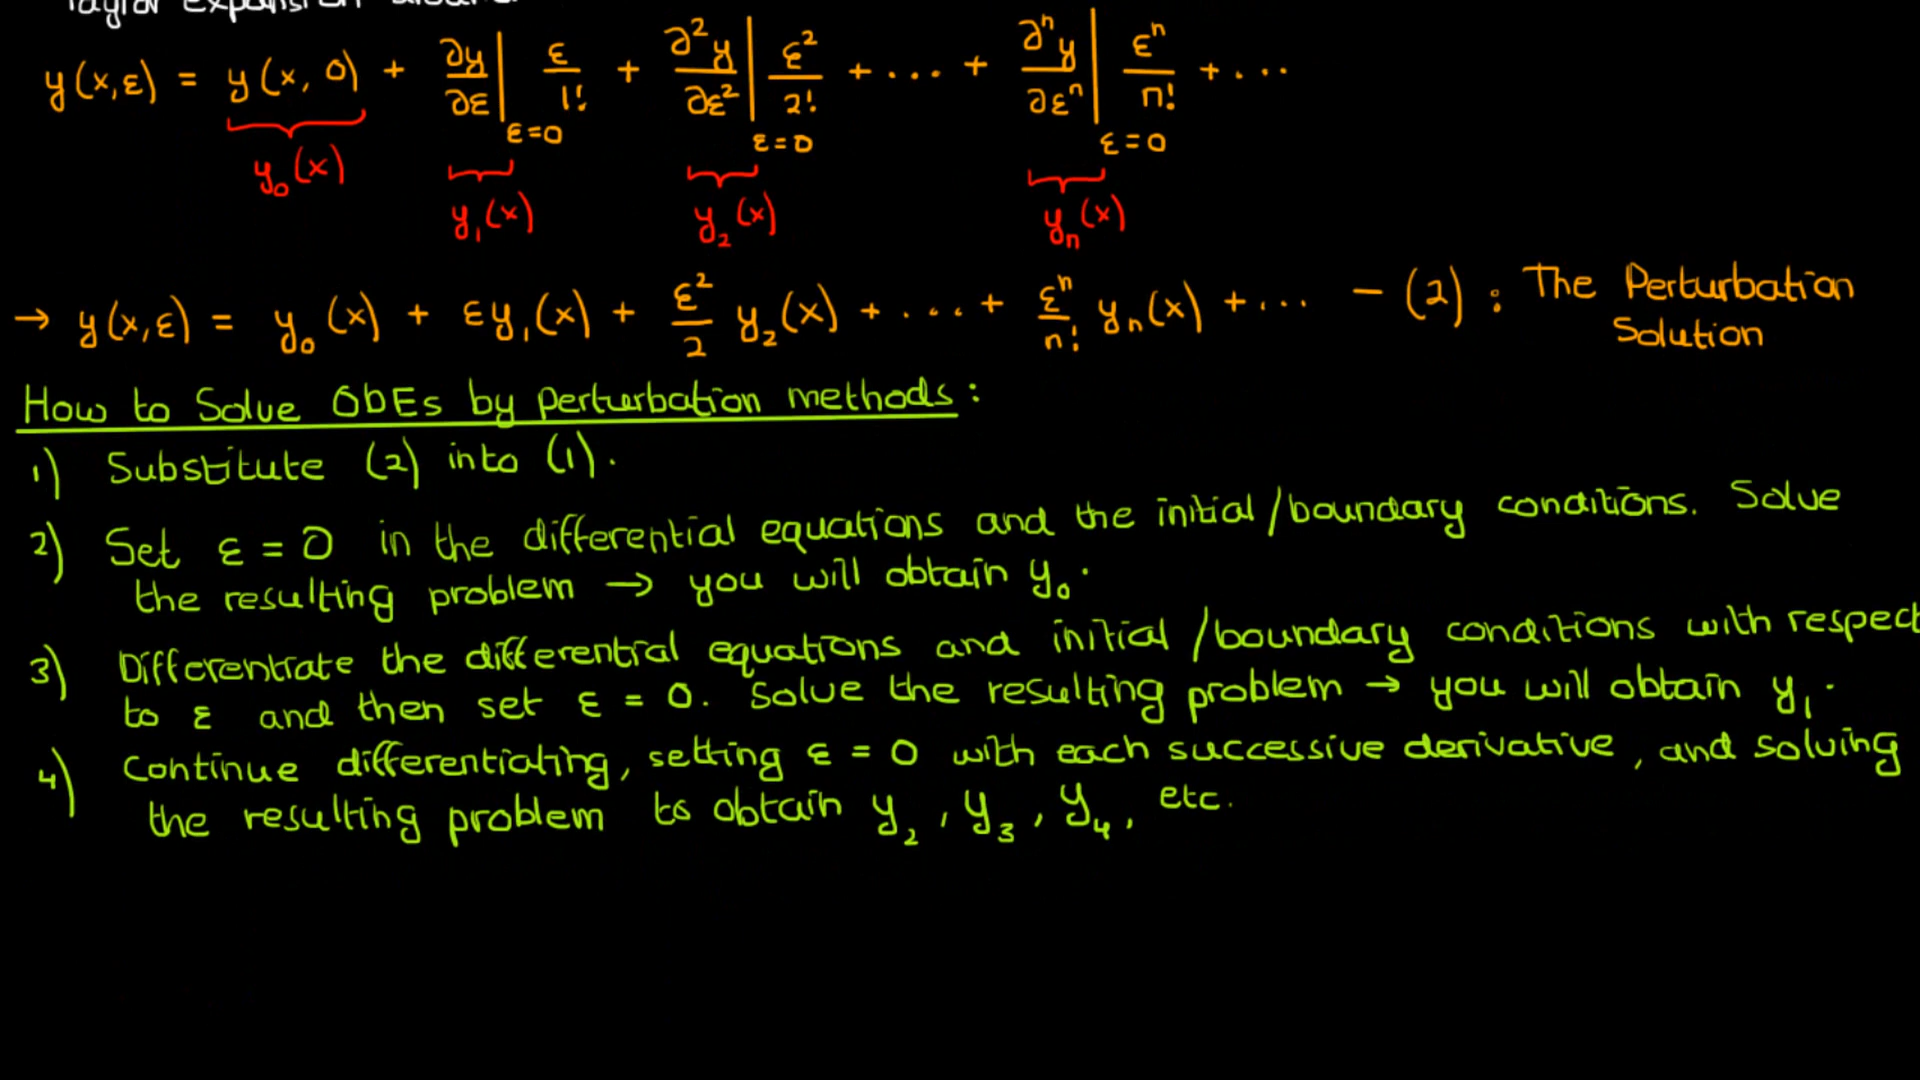 Taylor expansion
y(x,ε) = y(x, 0) + ∂y/∂ε |ε=0 ε/1! + ∂²y/∂ε² |ε=0 ε²/2! + ... + ∂ⁿy/∂εⁿ |ε=0 εⁿ/n! + ...
y₀(x) y₁(x) y₂(x) yₙ(x)
→ y(x,ε) = y₀(x) + εy₁(x) + ε²/2 y₂(x) + .... + εⁿ/n! yₙ(x) + ... - (2) : The Perturbation
Solution
How to Solve ODEs by perturbation methods:
1) Substitute (2) into (1).
2) Set ε = 0 in the differential equations and the initial/boundary conditions. Solve
the resulting problem → you will obtain y₀.
3) Differentiate the differential equations and initial/boundary conditions with respect
to ε and then set ε = 0. Solve the resulting problem → you will obtain y₁.
4) Continue differentiating, setting ε = 0 with each successive derivative, and solving
the resulting problem to obtain y₂, y₃, y₄, etc.